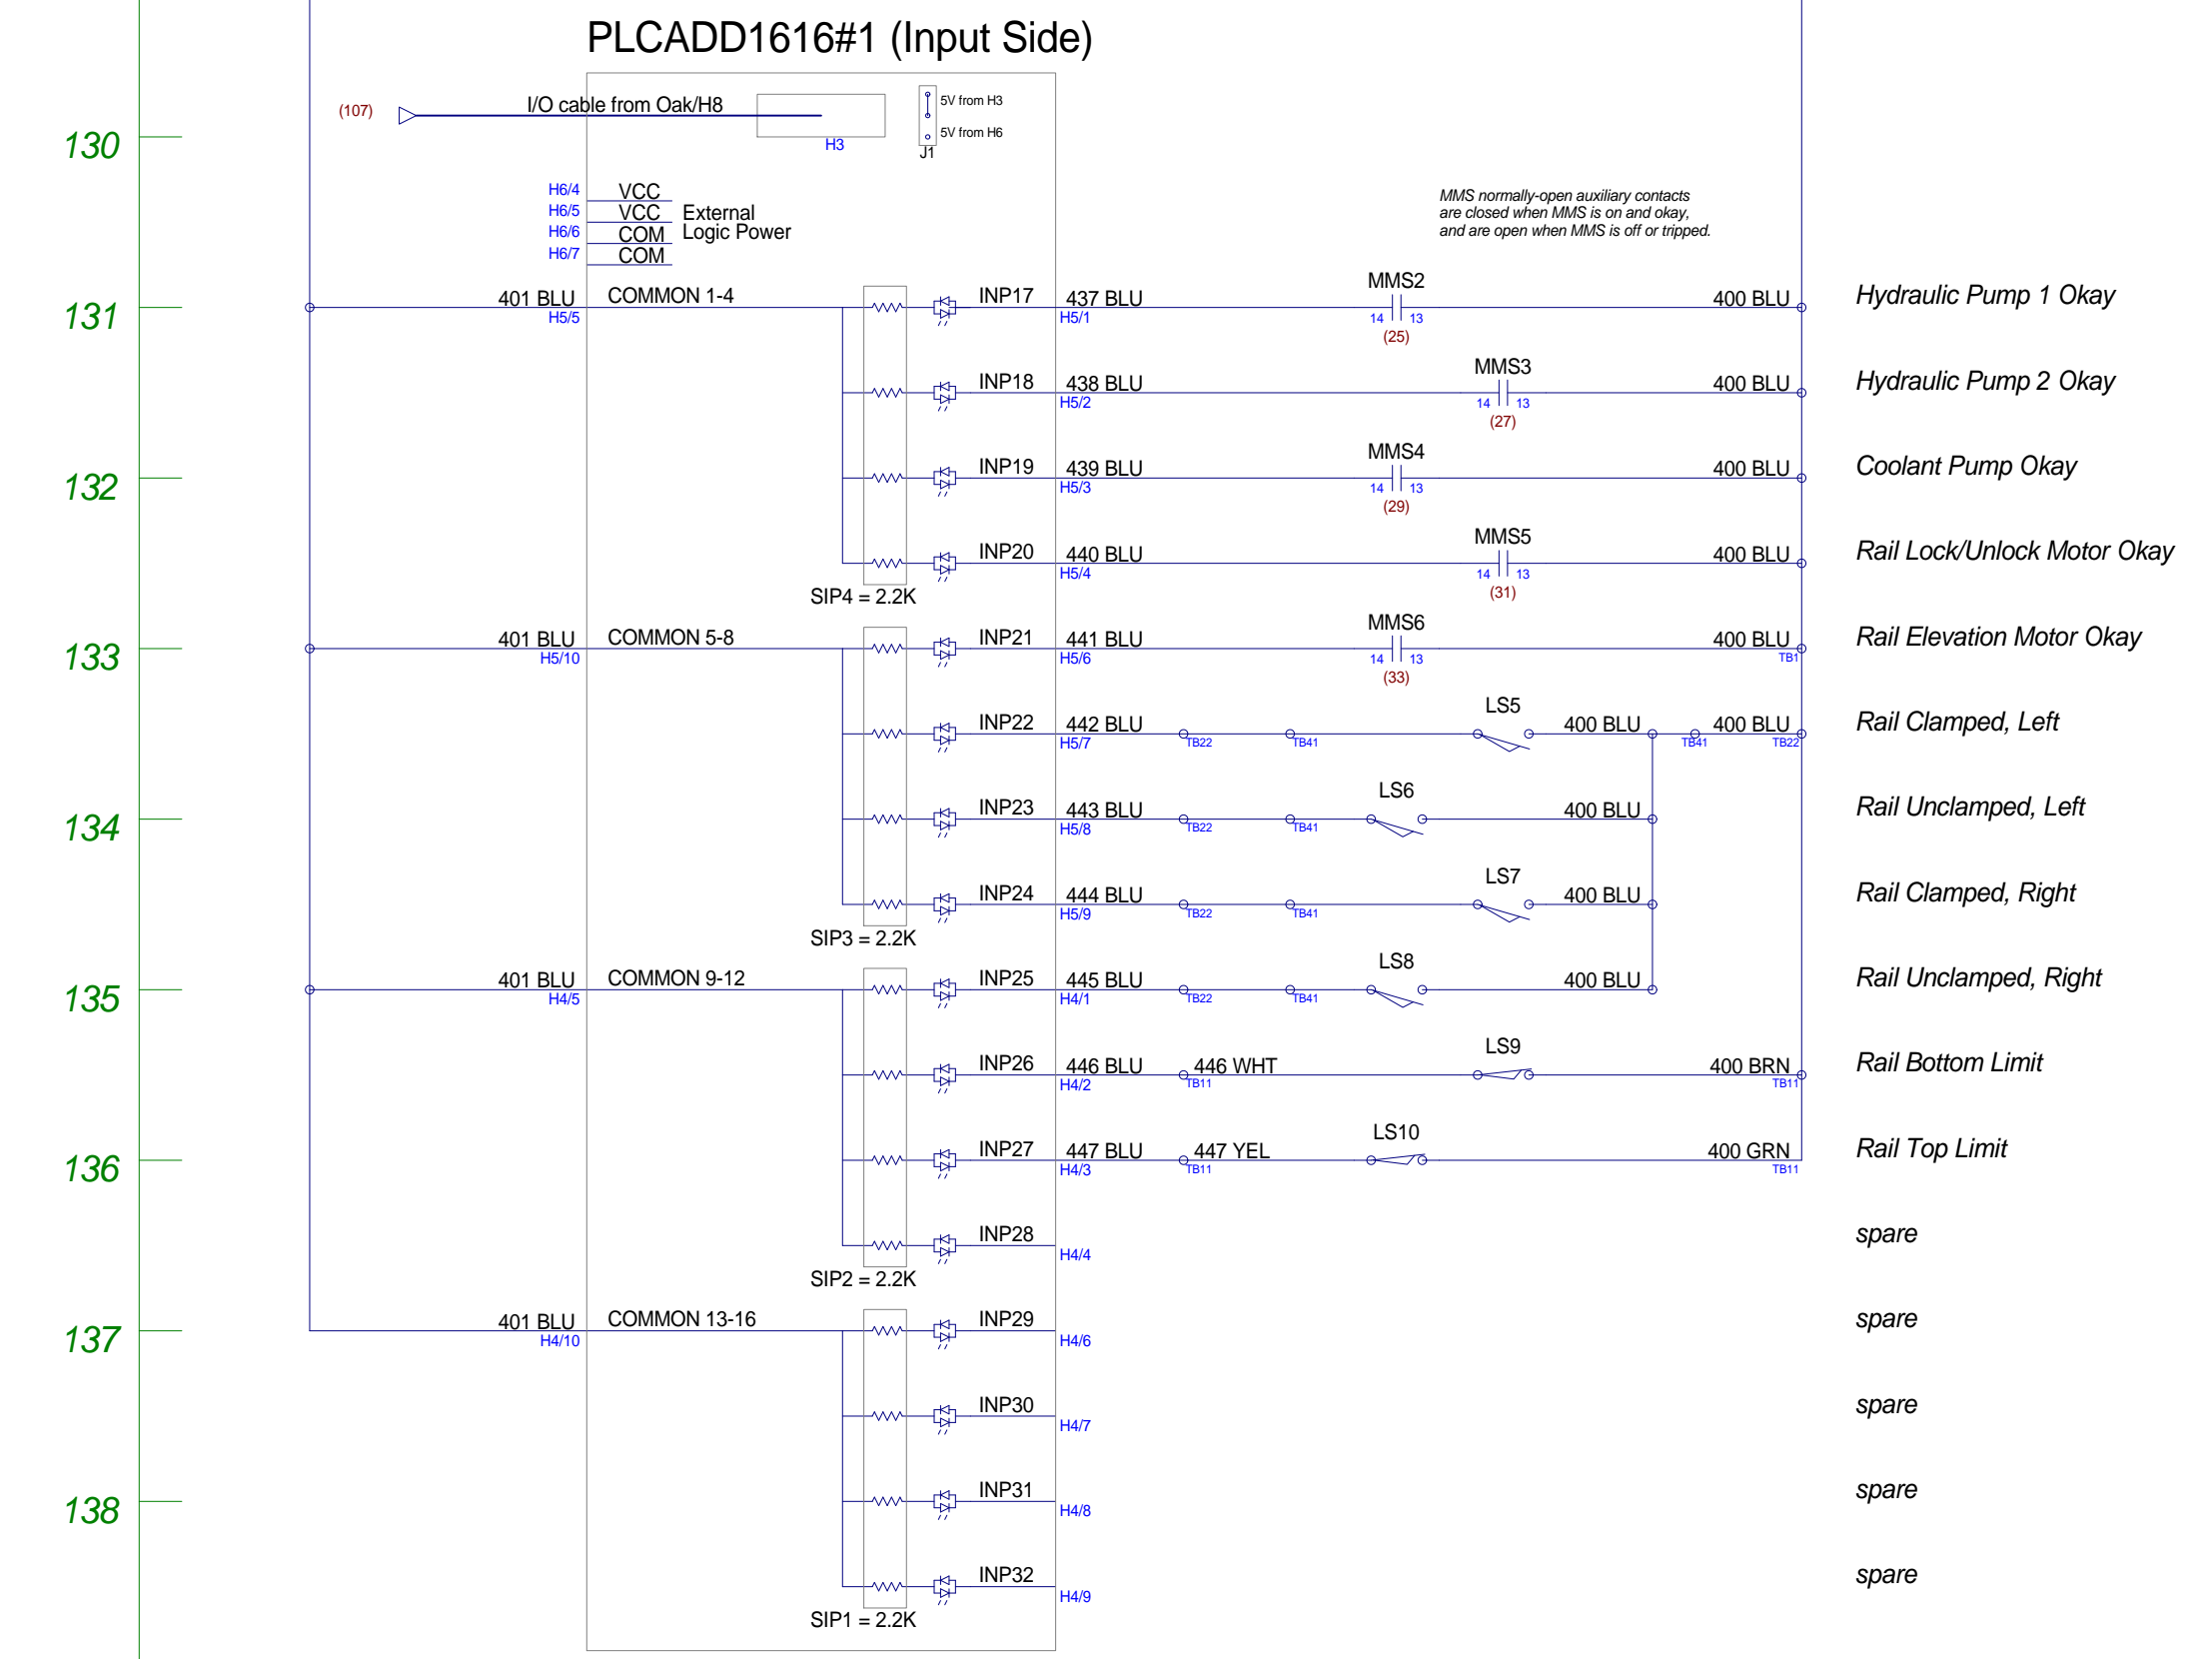 PLCADD1616#1 (Input Side)
(107)
I/O cable from Oak/H8
H3
5V from H3
5V from H6
J1
130
H6/4 VCC
H6/5 VCC
H6/6 COM
H6/7 COM
External
Logic Power
MMS normally-open auxiliary contacts
are closed when MMS is on and okay,
and are open when MMS is off or tripped.
131
401 BLU
H5/5
COMMON 1-4
INP17
437 BLU
H5/1
MMS2
14 13
(25)
400 BLU
Hydraulic Pump 1 Okay
INP18
438 BLU
H5/2
MMS3
14 13
(27)
400 BLU
Hydraulic Pump 2 Okay
132
INP19
439 BLU
H5/3
MMS4
14 13
(29)
400 BLU
Coolant Pump Okay
INP20
440 BLU
H5/4
MMS5
14 13
(31)
400 BLU
Rail Lock/Unlock Motor Okay
SIP4 = 2.2K
133
401 BLU
H5/10
COMMON 5-8
INP21
441 BLU
H5/6
MMS6
14 13
(33)
400 BLU
TB1
Rail Elevation Motor Okay
INP22
442 BLU
H5/7
TB22
TB41
LS5
400 BLU
TB41
400 BLU
TB22
Rail Clamped, Left
134
INP23
443 BLU
H5/8
TB22
TB41
LS6
400 BLU
Rail Unclamped, Left
INP24
444 BLU
H5/9
TB22
TB41
LS7
400 BLU
Rail Clamped, Right
SIP3 = 2.2K
135
401 BLU
H4/5
COMMON 9-12
INP25
445 BLU
H4/1
TB22
TB41
LS8
400 BLU
Rail Unclamped, Right
INP26
446 BLU
H4/2
TB11
446 WHT
LS9
400 BRN
TB11
Rail Bottom Limit
136
INP27
447 BLU
H4/3
TB11
447 YEL
LS10
400 GRN
TB11
Rail Top Limit
INP28
H4/4
spare
SIP2 = 2.2K
137
401 BLU
H4/10
COMMON 13-16
INP29
H4/6
spare
INP30
H4/7
spare
138
INP31
H4/8
spare
INP32
H4/9
spare
SIP1 = 2.2K